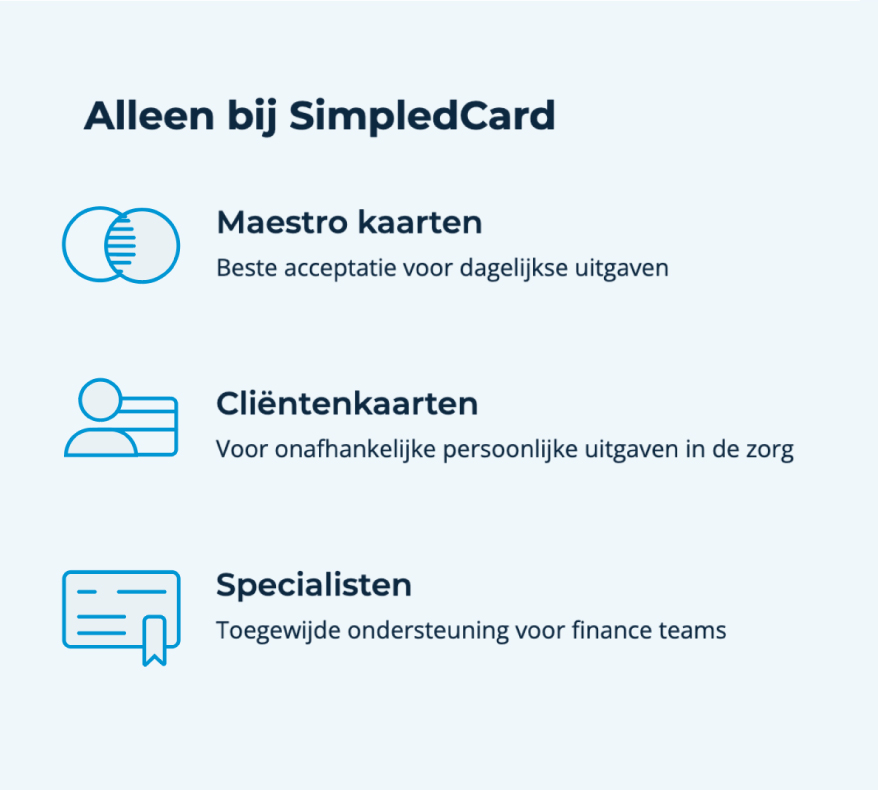 Alleen bij SimpledCard
Maestro kaarten
Beste acceptatie voor dagelijkse uitgaven
Cliëntenkaarten
Voor onafhankelijke persoonlijke uitgaven in de zorg
Specialisten
Toegewijde ondersteuning voor finance teams